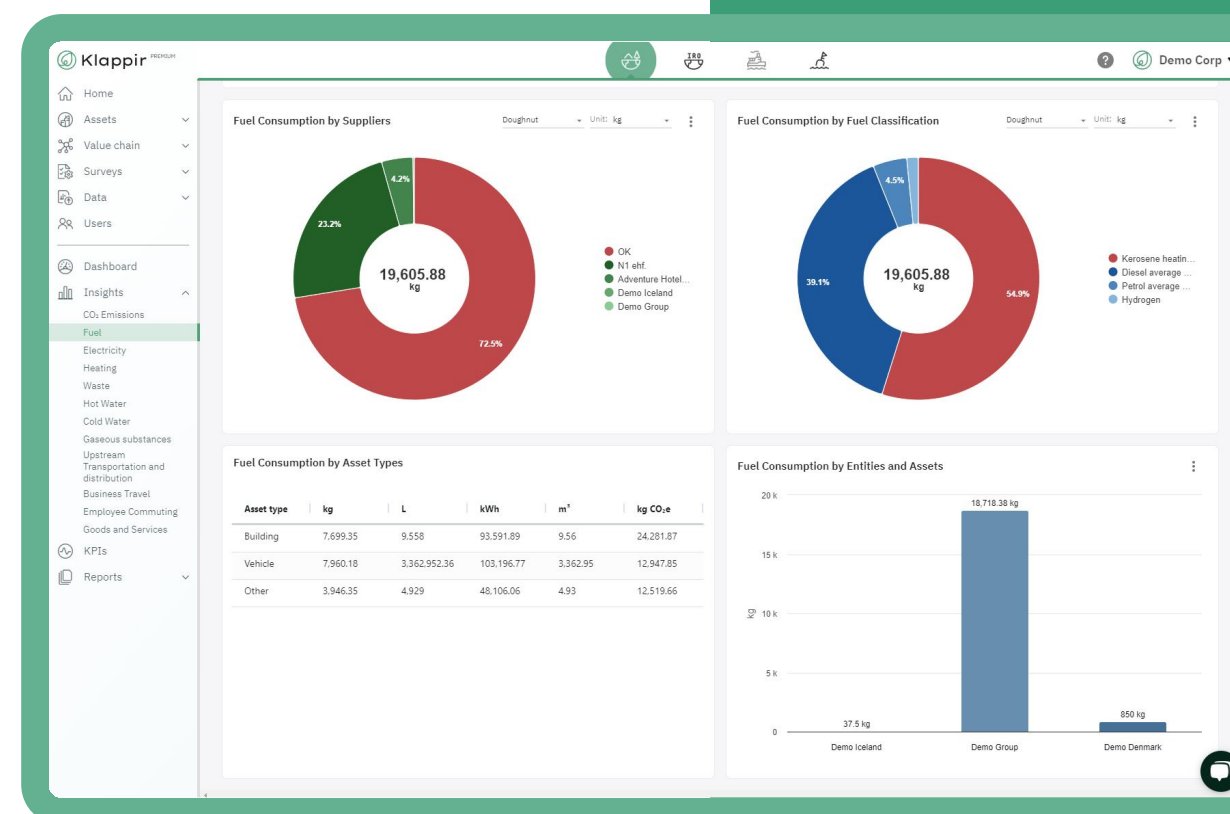 Klappir PREMIUM
IRO
Demo Corp
Home
Assets
Value chain
Surveys
Data
Users
Dashboard
Insights
CO₂ Emissions
Fuel
Electricity
Heating
Waste
Hot Water
Cold Water
Gaseous substances
Upstream
Transportation and
distribution
Business Travel
Employee Commuting
Goods and Services
KPIs
Reports
Fuel Consumption by Suppliers
Doughnut
Unit: kg
4.2%
23.2%
19,605.88
kg
72.5%
OK
N1 ehf.
Adventure Hotel...
Demo Iceland
Demo Group
Fuel Consumption by Fuel Classification
Doughnut
Unit: kg
4.5%
39.1%
19,605.88
kg
54.9%
Kerosene heatin...
Diesel average ...
Petrol average ...
Hydrogen
Fuel Consumption by Asset Types
Asset type kg L kWh m³ kg CO₂e
Building 7,699.35 9.558 93,591.89 9.56 24,281.87
Vehicle 7,960.18 3,362,952.36 103,196.77 3,362.95 12,947.85
Other 3,946.35 4.929 48,106.06 4.93 12,519.66
Fuel Consumption by Entities and Assets
20 k
18,718.38 kg
15 k
kg
10 k
5 k
850 kg
37.5 kg
0
Demo Iceland Demo Group Demo Denmark